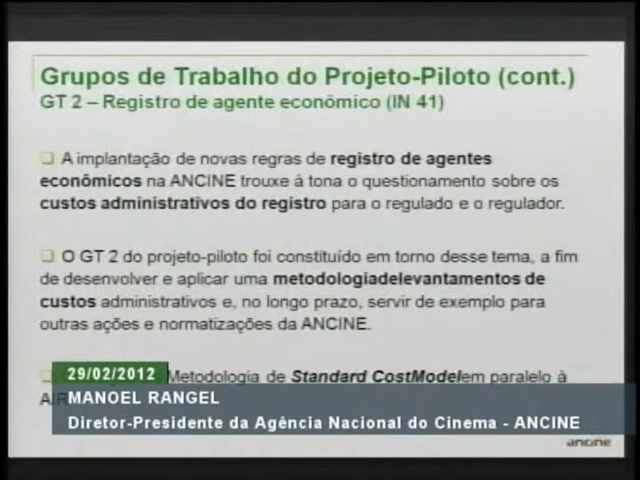 Grupos de Trabalho do Projeto-Piloto (cont.)
GT 2 – Registro de agente econômico (IN 41)
A implantação de novas regras de registro de agentes
econômicos na ANCINE trouxe à tona o questionamento sobre os
custos administrativos do registro para o regulado e o regulador.
O GT 2 do projeto-piloto foi constituído em torno desse tema, a fim
de desenvolver e aplicar uma metodologiadelevantamentos de
custos administrativos e, no longo prazo, servir de exemplo para
outras ações e normatizações da ANCINE.
Metodologia de Standard CostModelem paralelo à
29/02/2012
MANOEL RANGEL
Diretor-Presidente da Agência Nacional do Cinema - ANCINE
ancine